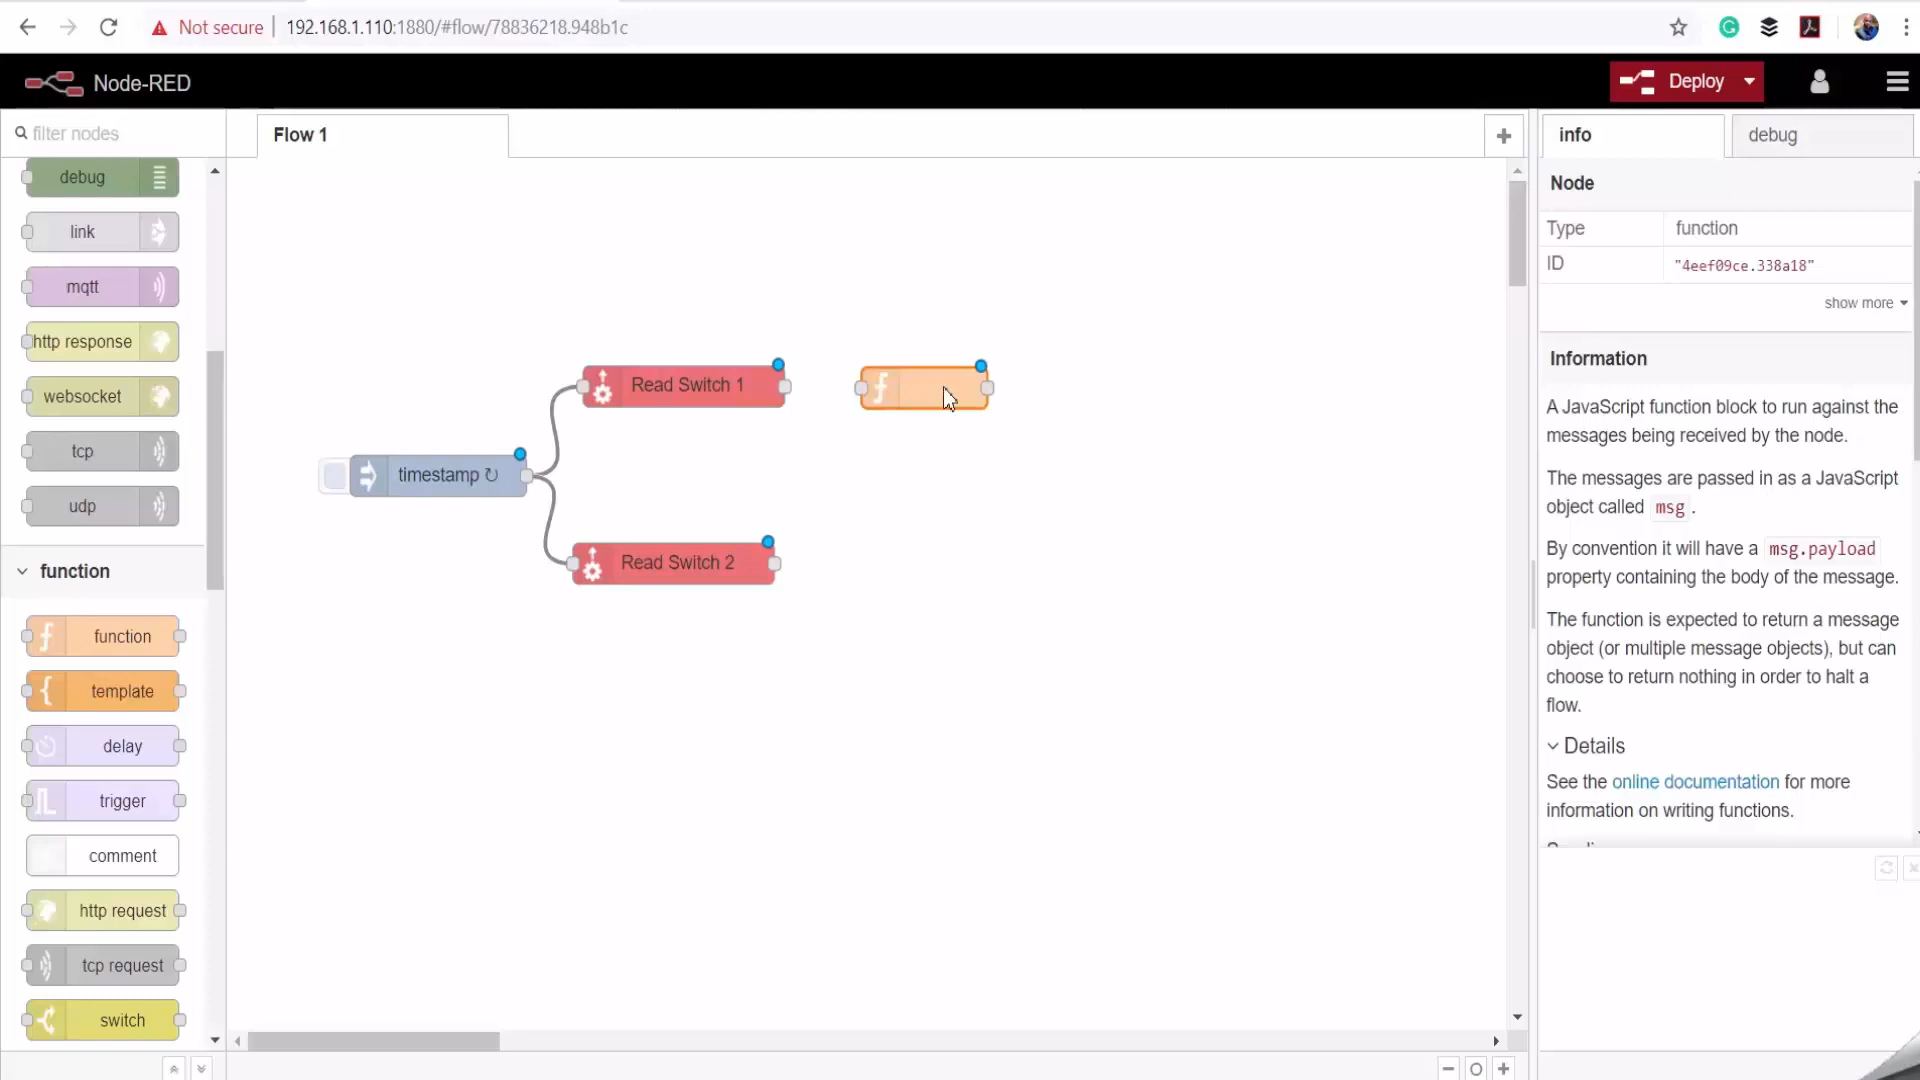 Not secure
192.168.1.110:1880/#flow/78836218.948b1c
Node-RED
Deploy
filter nodes
debug
link
mqtt
http response
websocket
tcp
udp
function
function
template
delay
trigger
comment
http request
tcp request
switch
Flow 1
Read Switch 1
timestamp ↻
Read Switch 2
info
debug
Node
Type function
ID "4eef09ce.338a18"
show more
Information
A JavaScript function block to run against the
messages being received by the node.
The messages are passed in as a JavaScript
object called msg.
By convention it will have a msg.payload
property containing the body of the message.
The function is expected to return a message
object (or multiple message objects), but can
choose to return nothing in order to halt a
flow.
Details
See the online documentation for more
information on writing functions.